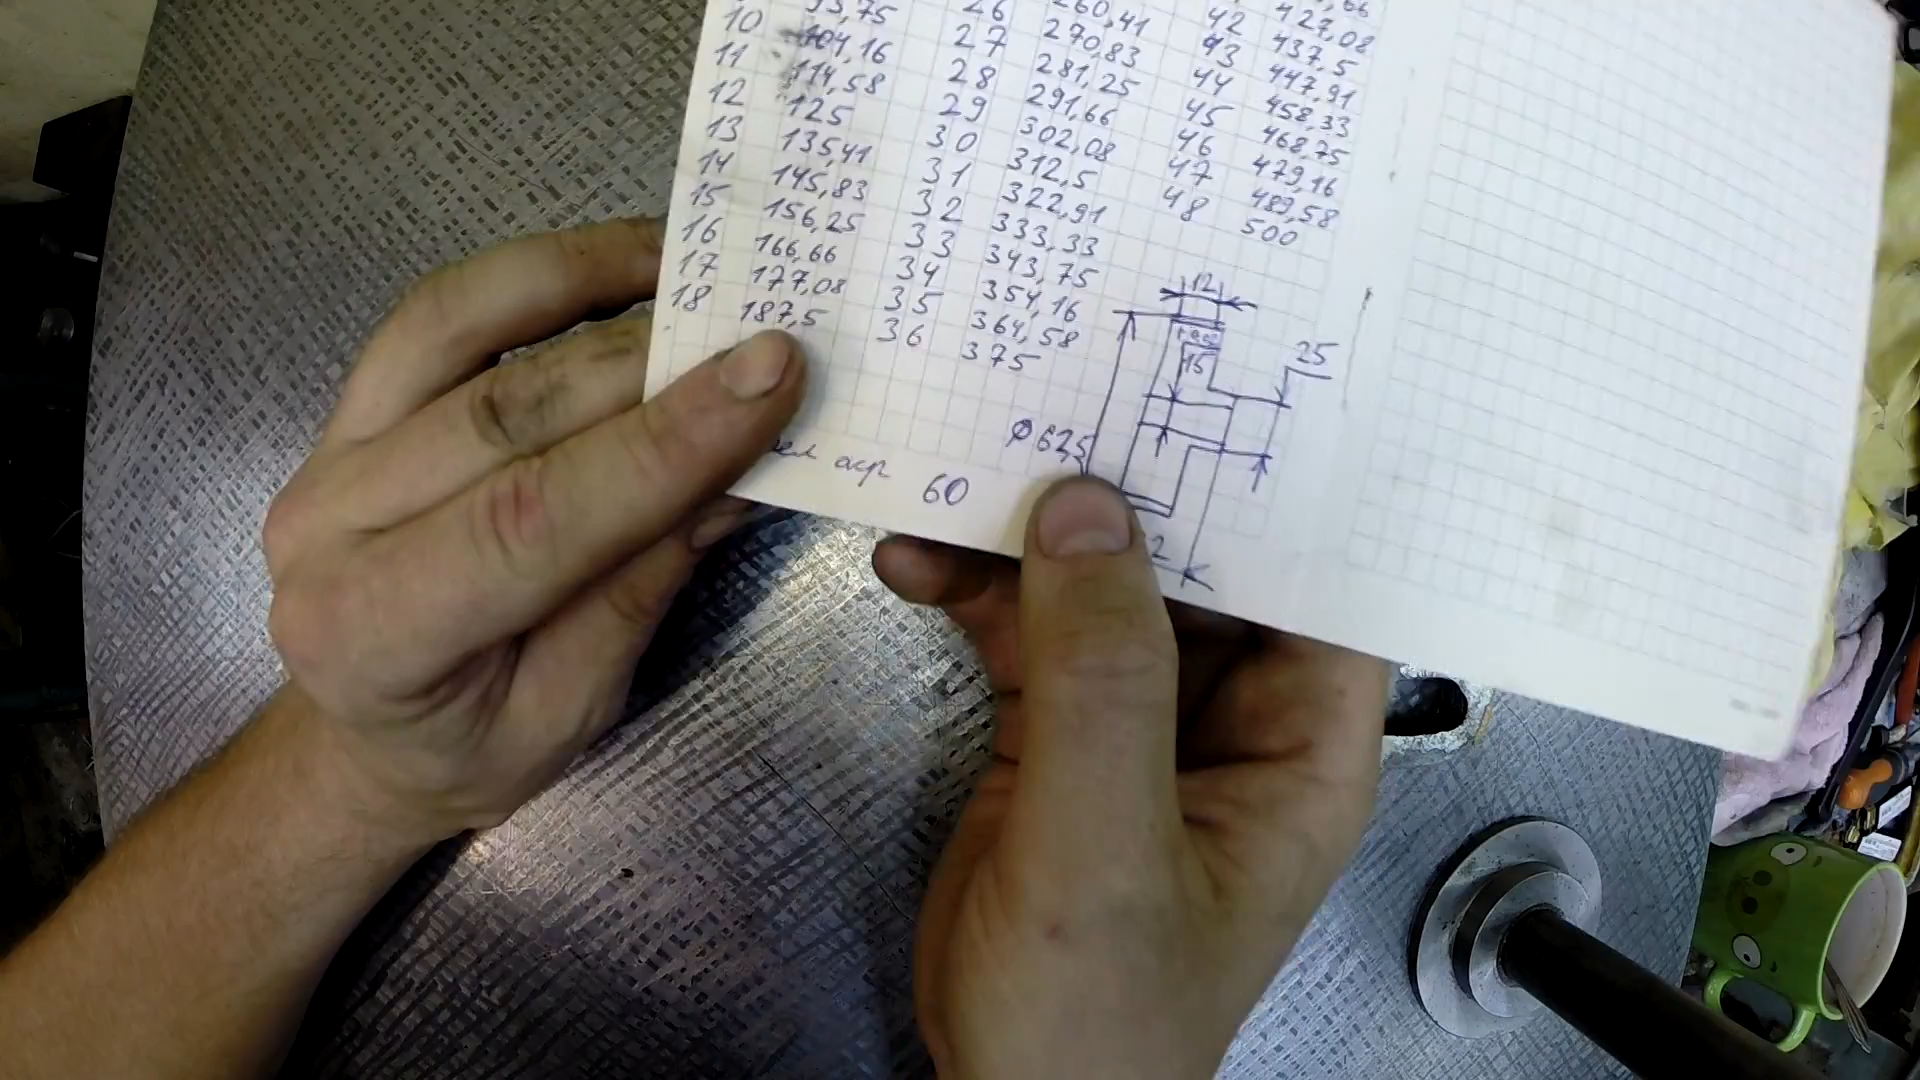 66
427,08
42 437,5
260,41 43 447,91
26 270,83 44 458,33
93,75 27 281,25 45 468,75
10 104,16 28 291,66 46 479,16
11 114,58 29 302,08 47 489,58
12 125 30 312,5 48 500
13 135,41 31 322,91
14 145,83 32 333,33
15 156,25 33 343,75
16 166,66 34 354,16
17 177,08 35 364,58
18 187,5 36 375
12
15
25
Ø62,5
60
2